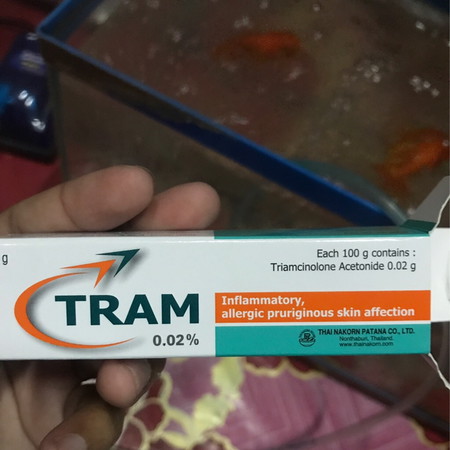 g
TRAM
0.02%
Each 100 g contains :
Triamcinolone Acetonide 0.02 g
Inflammatory,
allergic pruriginous skin affection
THAI NAKORN PATANA CO., LTD.
Nonthaburi, Thailand.
www.thainakorn.com